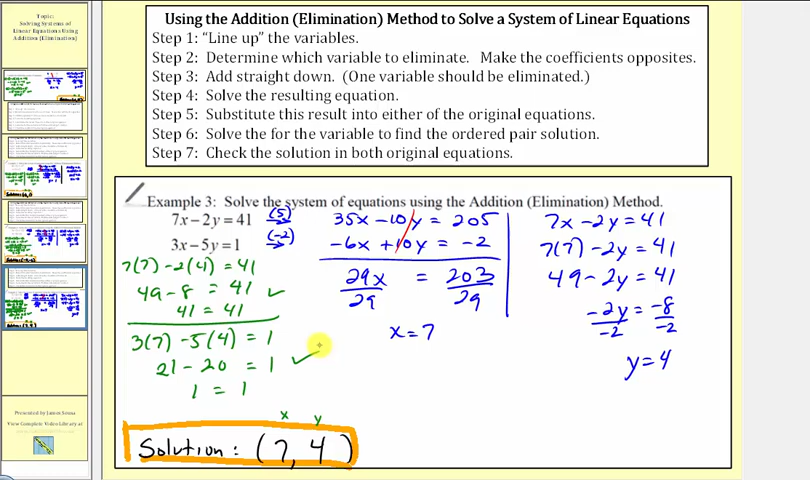 Topic:
Solving Systems of
Linear Equations Using
Addition (Elimination)
Presented by James Sousa
View Complete Video Library at
Using the Addition (Elimination) Method to Solve a System of Linear Equations
Step 1: "Line up" the variables.
Step 2: Determine which variable to eliminate. Make the coefficients opposites.
Step 3: Add straight down. (One variable should be eliminated.)
Step 4: Solve the resulting equation.
Step 5: Substitute this result into either of the original equations.
Step 6: Solve the for the variable to find the ordered pair solution.
Step 7: Check the solution in both original equations.
Example 3: Solve the system of equations using the Addition (Elimination) Method.
7x − 2y = 41 (5)
3x − 5y = 1 (-2)
7(7) - 2(4) = 41
49 - 8 = 41 ✓
41 = 41
3(7) - 5(4) = 1
21 - 20 = 1 ✓
1 = 1
35x - 10y = 205
-6x + 10y = -2
29x = 203
29 29
x = 7
7x - 2y = 41
7(7) - 2y = 41
49 - 2y = 41
-2y = -8
-2 -2
y = 4
x y
Solution: (7, 4)